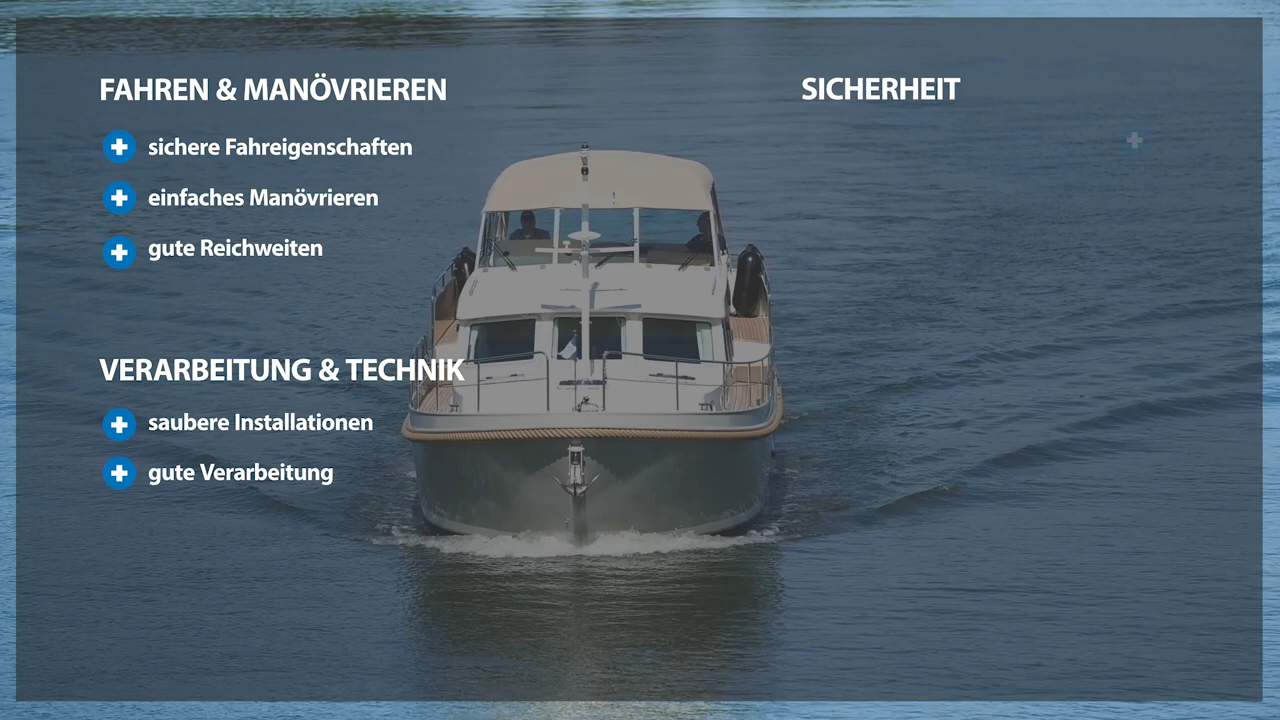 FAHREN & MANÖVRIEREN
sichere Fahreigenschaften
einfaches Manövrieren
gute Reichweiten
VERARBEITUNG & TECHNIK
saubere Installationen
gute Verarbeitung
SICHERHEIT